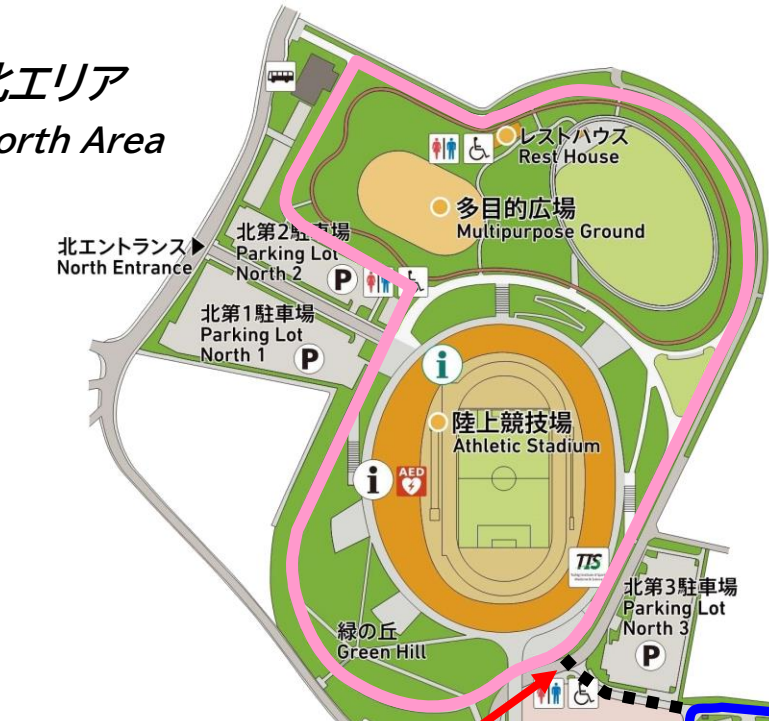 北エリア
North Area
レストハウス
Rest House
多目的広場
Multipurpose Ground
北エントランス
North Entrance
北第2駐車場
Parking Lot
North 2
P
北第1駐車場
Parking Lot
North 1
P
i
陸上競技場
Athletic Stadium
i
AED
TIS
北第3駐車場
Parking Lot
North 3
P
緑の丘
Green Hill